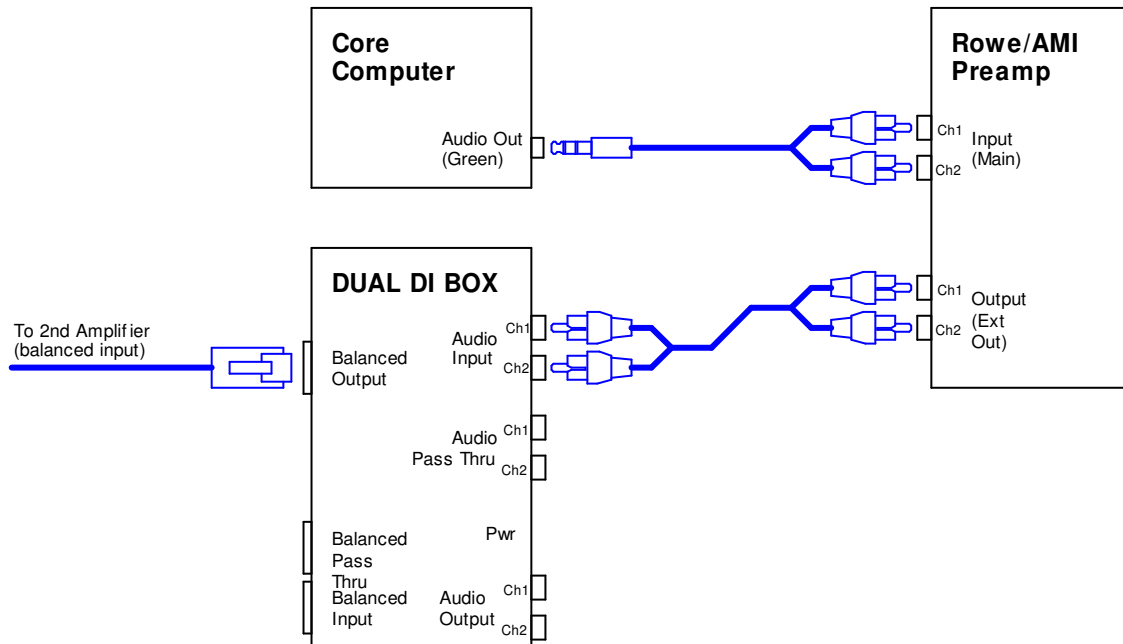 Core
Computer
Audio Out
(Green)
Rowe/AMI
Preamp
Ch1
Ch2
Input
(Main)
Ch1
Ch2
Output
(Ext
Out)
To 2nd Amplifier
(balanced input)
DUAL DI BOX
Balanced
Output
Audio
Input
Ch1
Ch2
Audio
Pass Thru
Ch1
Ch2
Pwr
Balanced
Pass
Thru
Balanced
Input
Audio
Output
Ch1
Ch2